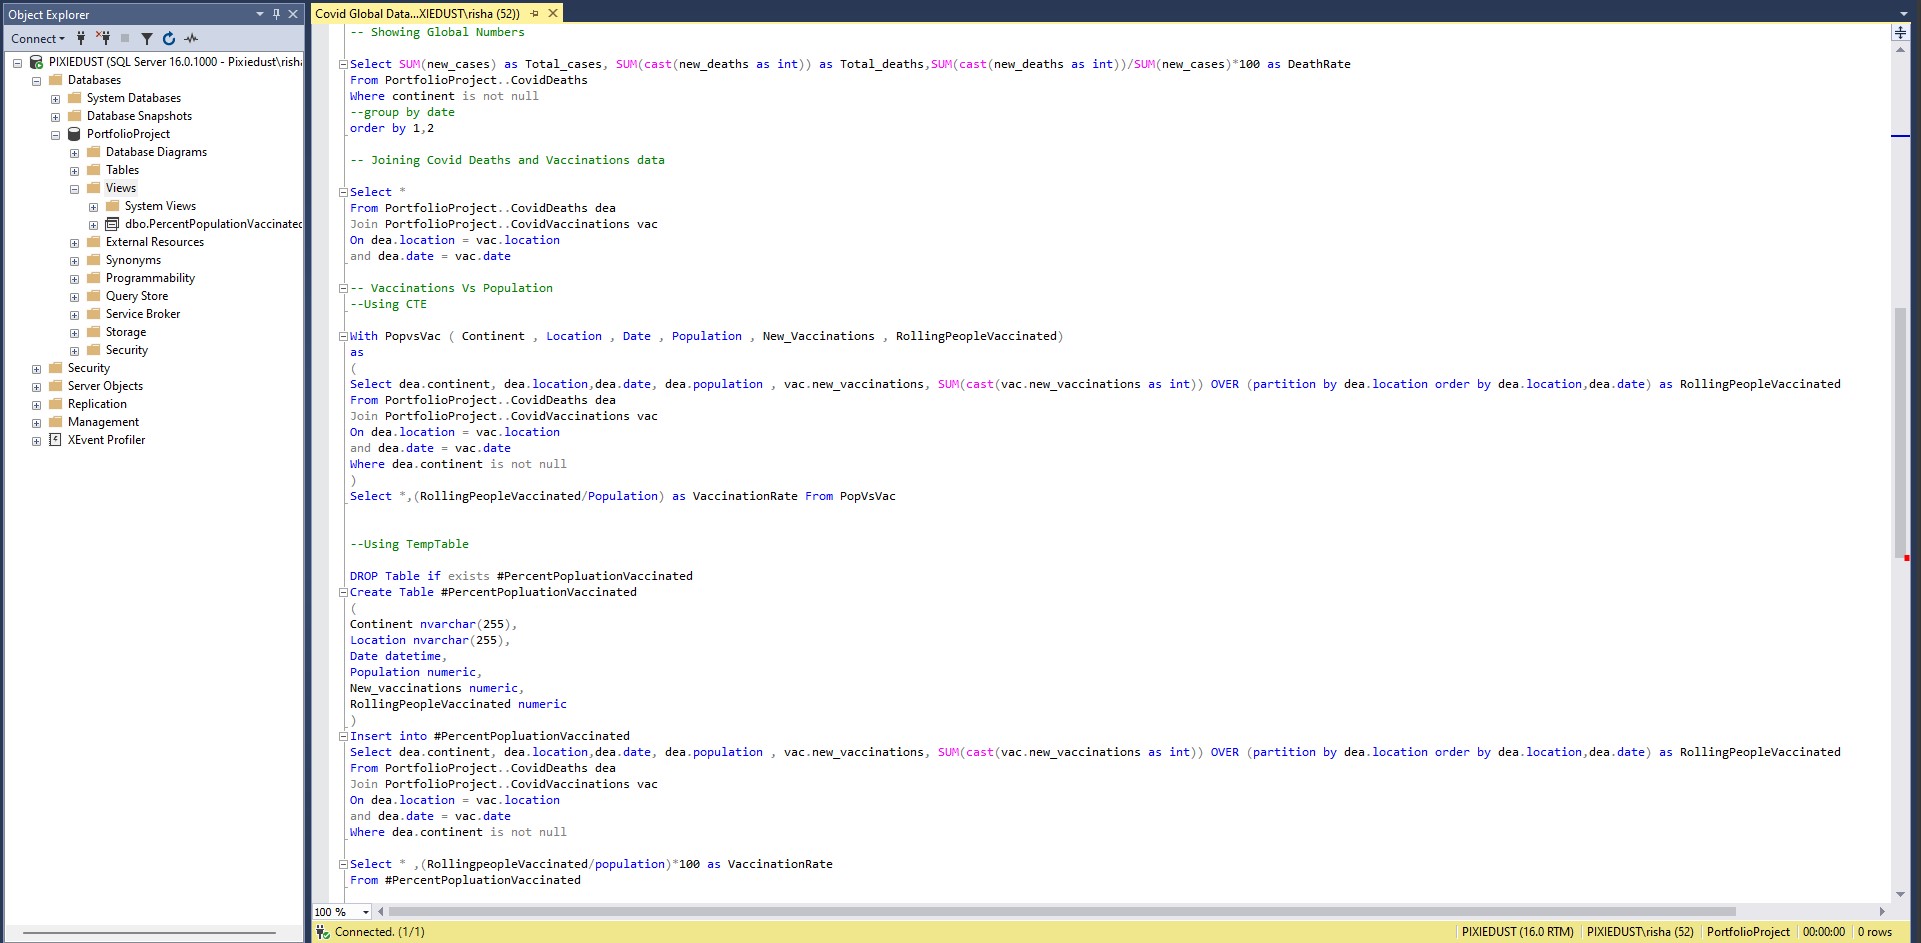 Object Explorer
Connect
PIXIEDUST (SQL Server 16.0.1000 - Pixiedust\risha
Databases
System Databases
Database Snapshots
PortfolioProject
Database Diagrams
Tables
Views
System Views
dbo.PercentPopulationVaccinated
External Resources
Synonyms
Programmability
Query Store
Service Broker
Storage
Security
Security
Server Objects
Replication
Management
XEvent Profiler
Covid Global Data...XIEDUST\risha (52))
-- Showing Global Numbers
Select SUM(new_cases) as Total_cases, SUM(cast(new_deaths as int)) as Total_deaths,SUM(cast(new_deaths as int))/SUM(new_cases)*100 as DeathRate
From PortfolioProject..CovidDeaths
Where continent is not null
--group by date
order by 1,2
-- Joining Covid Deaths and Vaccinations data
Select *
From PortfolioProject..CovidDeaths dea
Join PortfolioProject..CovidVaccinations vac
On dea.location = vac.location
and dea.date = vac.date
-- Vaccinations Vs Population
--Using CTE
With PopvsVac ( Continent , Location , Date , Population , New_Vaccinations , RollingPeopleVaccinated)
as
(
Select dea.continent, dea.location,dea.date, dea.population , vac.new_vaccinations, SUM(cast(vac.new_vaccinations as int)) OVER (partition by dea.location order by dea.location,dea.date) as RollingPeopleVaccinated
From PortfolioProject..CovidDeaths dea
Join PortfolioProject..CovidVaccinations vac
On dea.location = vac.location
and dea.date = vac.date
Where dea.continent is not null
)
Select *,(RollingPeopleVaccinated/Population) as VaccinationRate From PopVsVac
--Using TempTable
DROP Table if exists #PercentPopluationVaccinated
Create Table #PercentPopluationVaccinated
(
Continent nvarchar(255),
Location nvarchar(255),
Date datetime,
Population numeric,
New_vaccinations numeric,
RollingPeopleVaccinated numeric
)
Insert into #PercentPopluationVaccinated
Select dea.continent, dea.location,dea.date, dea.population , vac.new_vaccinations, SUM(cast(vac.new_vaccinations as int)) OVER (partition by dea.location order by dea.location,dea.date) as RollingPeopleVaccinated
From PortfolioProject..CovidDeaths dea
Join PortfolioProject..CovidVaccinations vac
On dea.location = vac.location
and dea.date = vac.date
Where dea.continent is not null
Select * ,(RollingpeopleVaccinated/population)*100 as VaccinationRate
From #PercentPopluationVaccinated
100 %
Connected. (1/1)
PIXIEDUST (16.0 RTM) PIXIEDUST\risha (52) PortfolioProject 00:00:00 0 rows